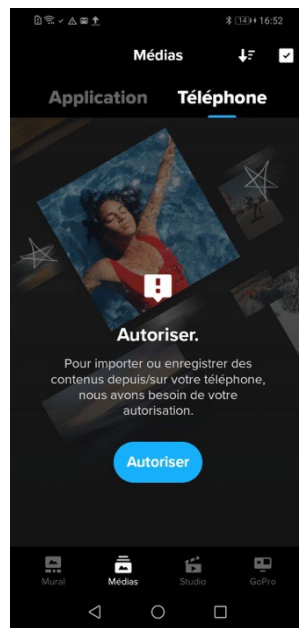 14 16:52
Médias
Application Téléphone
Autoriser.
Pour importer ou enregistrer des
contenus depuis/sur votre téléphone,
nous avons besoin de votre
autorisation.
Autoriser
Mural Médias Studio GoPro